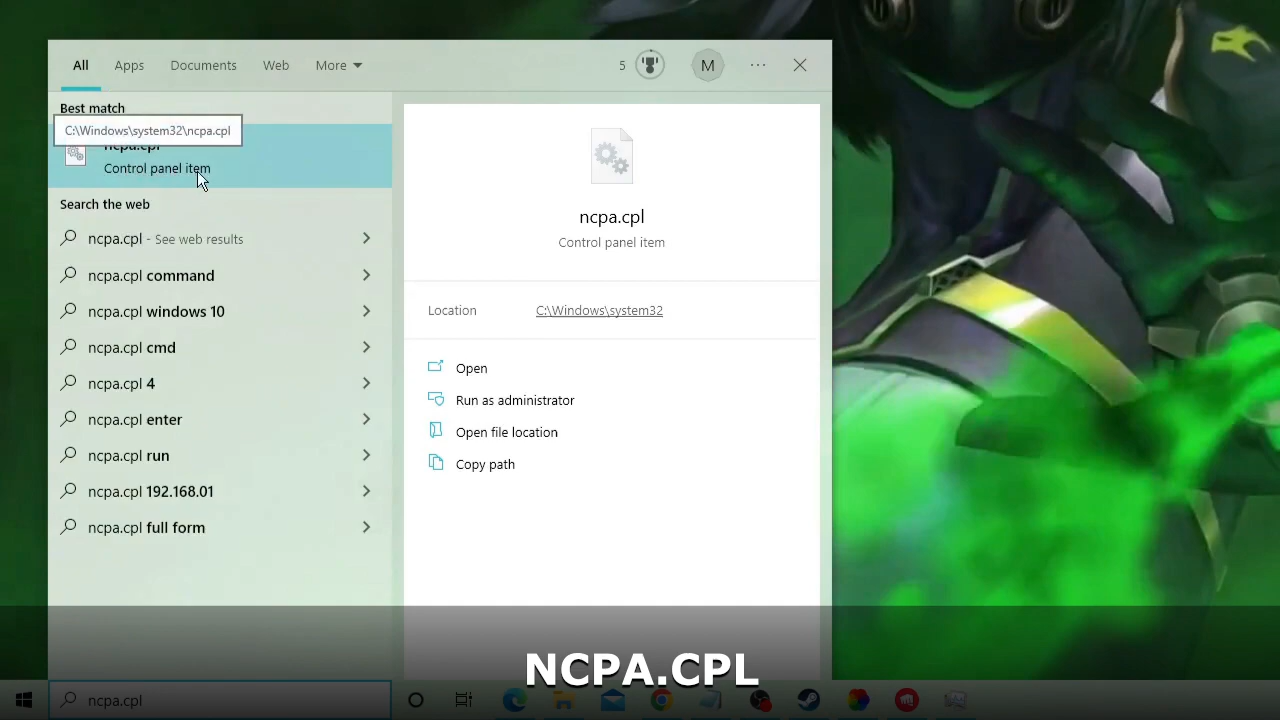 All Apps Documents Web More 5 M ...
Best match
C:\Windows\system32\ncpa.cpl
ncpa.cpl
Control panel item
Search the web
ncpa.cpl - See web results
ncpa.cpl command
ncpa.cpl windows 10
ncpa.cpl cmd
ncpa.cpl 4
ncpa.cpl enter
ncpa.cpl run
ncpa.cpl 192.168.01
ncpa.cpl full form
ncpa.cpl
Control panel item
Location C:\Windows\system32
Open
Run as administrator
Open file location
Copy path
NCPA.CPL
ncpa.cpl